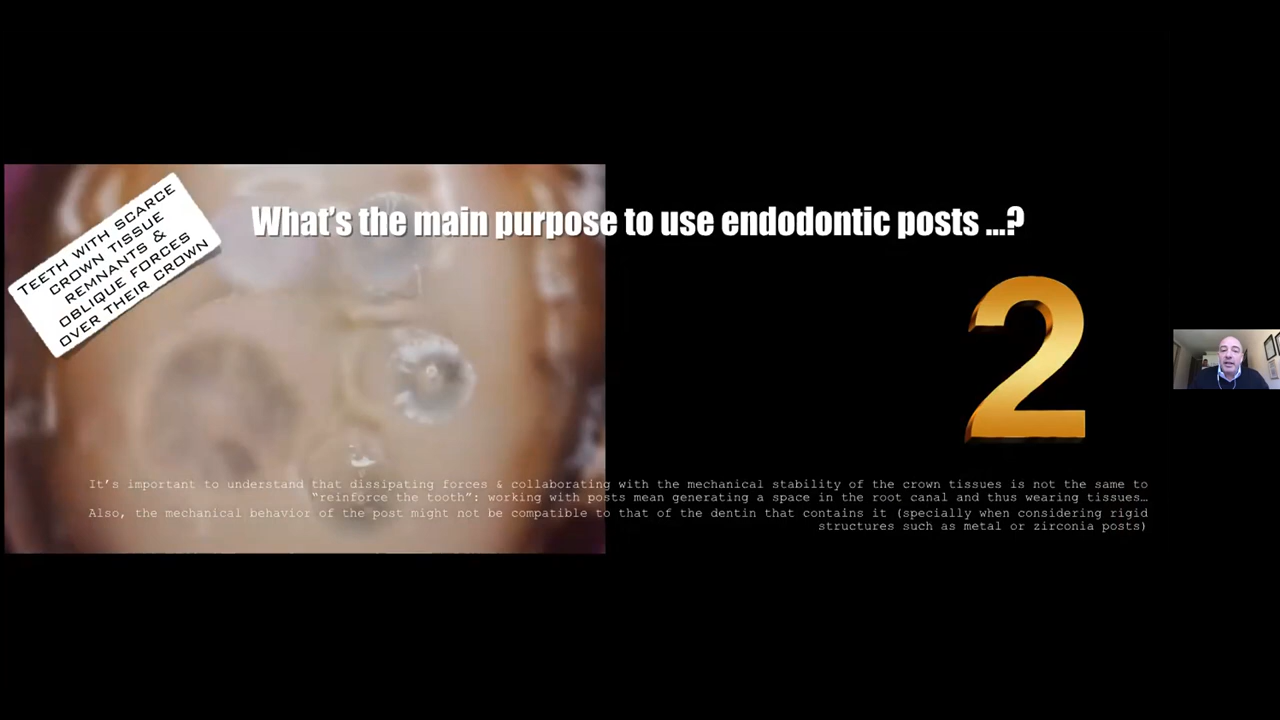 What's the main purpose to use endodontic posts ...?
TEETH WITH SCARCE
CROWN TISSUE
REMNANTS &
OBLIQUE FORCES
OVER THEIR CROWN
2
It's important to understand that dissipating forces & collaborating with the mechanical stability of the crown tissues is not the same to
“reinforce the tooth”: working with posts mean generating a space in the root canal and thus wearing tissues…
Also, the mechanical behavior of the post might not be compatible to that of the dentin that contains it (specially when considering rigid
structures such as metal or zirconia posts)